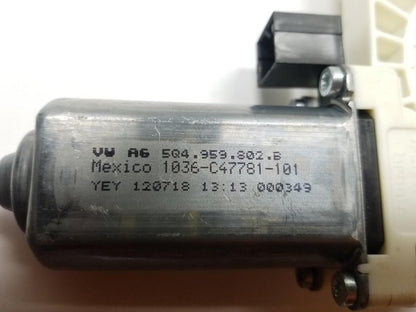 VW AG 5Q4.959.802.B
Mexico 1036-C47781-101
YEY 120718 13:13 000349